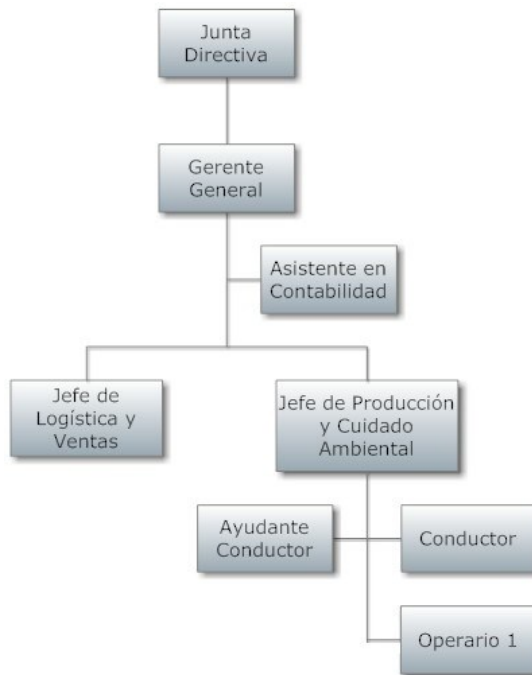 Junta
Directiva
Gerente
General
Asistente en
Contabilidad
Jefe de
Logística y
Ventas
Jefe de Producción
y Cuidado
Ambiental
Ayudante
Conductor
Conductor
Operario 1